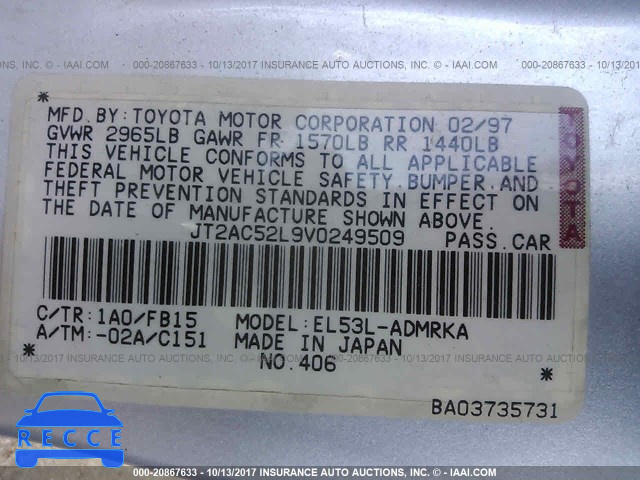 000-20867633 - 10/13/2017 INSURANCE AUTO AUCTIONS, INC. © - IAAI.COM
* *
MFD.BY:TOYOTA MOTOR CORPORATION 02/97
GVWR 2965LB GAWR FR 1570LB RR 1440LB
THIS VEHICLE CONFORMS TO ALL APPLICABLE
FEDERAL MOTOR VEHICLE SAFETY.BUMPER.AND
THEFT PREVENTION STANDARDS IN EFFECT ON
THE DATE OF MANUFACTURE SHOWN ABOVE.
JT2AC52L9V0249509 PASS.CAR
TOYOTA
000-20867633 - 10/13/2017 INSURANCE AUTO AUCTIONS, INC. © - IAAI.COM
C/TR:1A0/FB15 MODEL:EL53L-ADMRKA
A/TM:-02A/C151 MADE IN JAPAN
NO.406
* *
BA03735731
RECCE
000-20867633 - 10/13/2017 INSURANCE AUTO AUCTIONS, INC. © - IAAI.COM